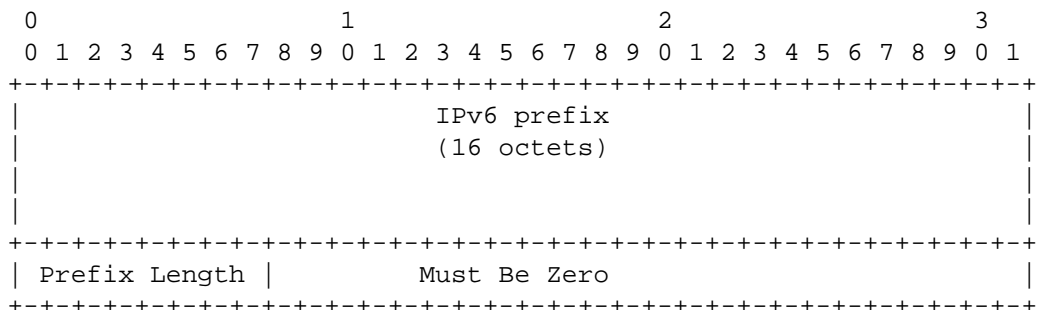 0                   1                   2                   3
 0 1 2 3 4 5 6 7 8 9 0 1 2 3 4 5 6 7 8 9 0 1 2 3 4 5 6 7 8 9 0 1
+-+-+-+-+-+-+-+-+-+-+-+-+-+-+-+-+-+-+-+-+-+-+-+-+-+-+-+-+-+-+-+-+
|                          IPv6 prefix                          |
|                          (16 octets)                          |
|                                                               |
|                                                               |
+-+-+-+-+-+-+-+-+-+-+-+-+-+-+-+-+-+-+-+-+-+-+-+-+-+-+-+-+-+-+-+-+
| Prefix Length |         Must Be Zero                          |
+-+-+-+-+-+-+-+-+-+-+-+-+-+-+-+-+-+-+-+-+-+-+-+-+-+-+-+-+-+-+-+-+